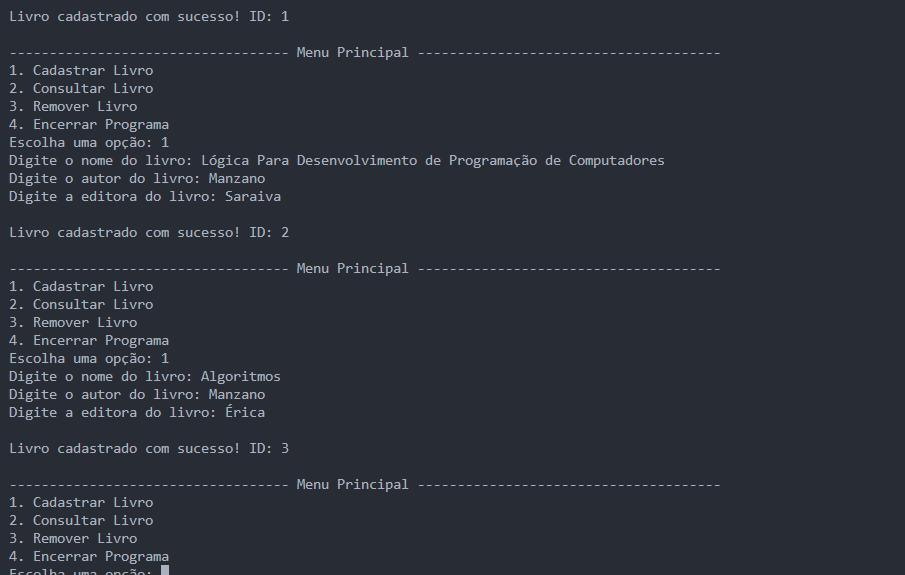 Livro cadastrado com sucesso! ID: 1
----------------------------------- Menu Principal --------------------------------------
1. Cadastrar Livro
2. Consultar Livro
3. Remover Livro
4. Encerrar Programa
Escolha uma opção: 1
Digite o nome do livro: Lógica Para Desenvolvimento de Programação de Computadores
Digite o autor do livro: Manzano
Digite a editora do livro: Saraiva
Livro cadastrado com sucesso! ID: 2
----------------------------------- Menu Principal --------------------------------------
1. Cadastrar Livro
2. Consultar Livro
3. Remover Livro
4. Encerrar Programa
Escolha uma opção: 1
Digite o nome do livro: Algoritmos
Digite o autor do livro: Manzano
Digite a editora do livro: Érica
Livro cadastrado com sucesso! ID: 3
----------------------------------- Menu Principal --------------------------------------
1. Cadastrar Livro
2. Consultar Livro
3. Remover Livro
4. Encerrar Programa
Escolha uma opção: